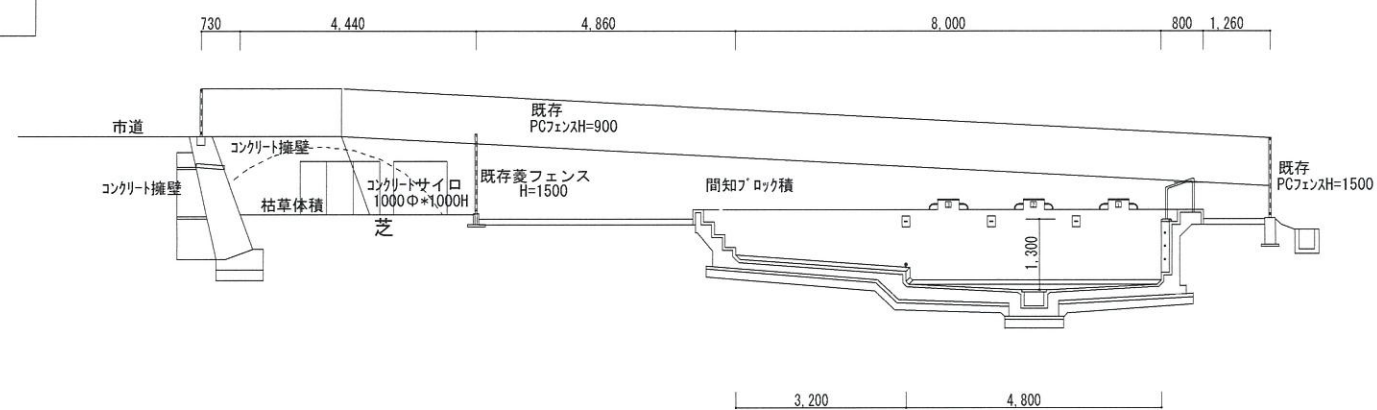 730
4,440
4,860
8,000
800
1,260
既存
PCフェンスH=900
市道
コンクリート擁壁
コンクリート擁壁
コンクリートサイロ
1000Φ*1000H
枯草体積
芝
既存菱フェンス
H=1500
間知ブロック積
既存
PCフェンスH=1500
1,300
3,200
4,800